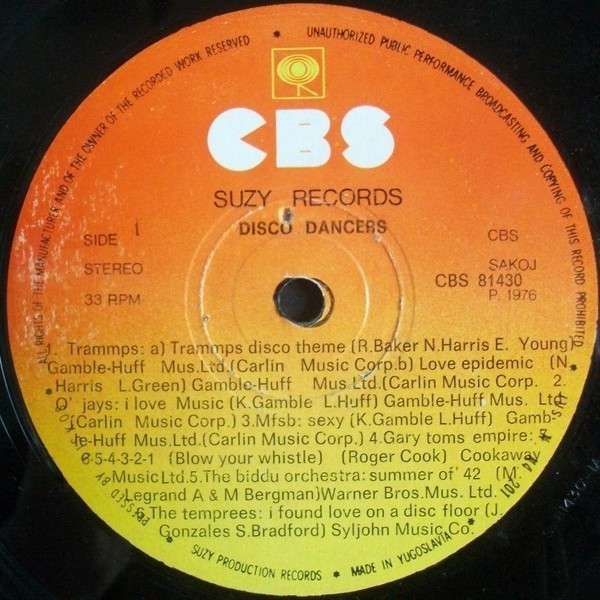 ALL RIGHTS OF THE MANUFACTURER AND OF THE OWNER OF THE RECORDED WORK RESERVED * UNAUTHORIZED PUBLIC PERFORMANCE BROADCASTING AND COPYING OF THIS RECORD PROHIBITED
CBS
SUZY RECORDS
DISCO DANCERS
SIDE 1
STEREO
33 RPM
CBS
SAKOJ
CBS 81430
P. 1976
1. Trammps: a) Trammps disco theme (R.Baker N.Harris E. Young)
Gamble-Huff Mus.Ltd.(Carlin Music Corp.b) Love epidemic (N.
Harris L.Green) Gamble-Huff Mus.Ltd.(Carlin Music Corp. 2.
O' jays: i love Music (K.Gamble L.Huff) Gamble-Huff Mus. Ltd
(Carlin Music Corp.) 3.Mfsb: sexy (K.Gamble L.Huff) Gamb-
le-Huff Mus.Ltd.(Carlin Music Corp.) 4.Gary toms empire:
6-5-4-3-2-1 (Blow your whistle) (Roger Cook) Cookaway
Music Ltd.5.The biddu orchestra: summer of' 42 (M.
Legrand A & M Bergman)Warner Bros.Mus. Ltd.
6.The temprees: i found love on a disc floor (J.
Gonzales S.Bradford) Syljohn Music Co.
PRESSED BY
* SUZY PRODUCTION RECORDS * MADE IN YUGOSLAVIA *